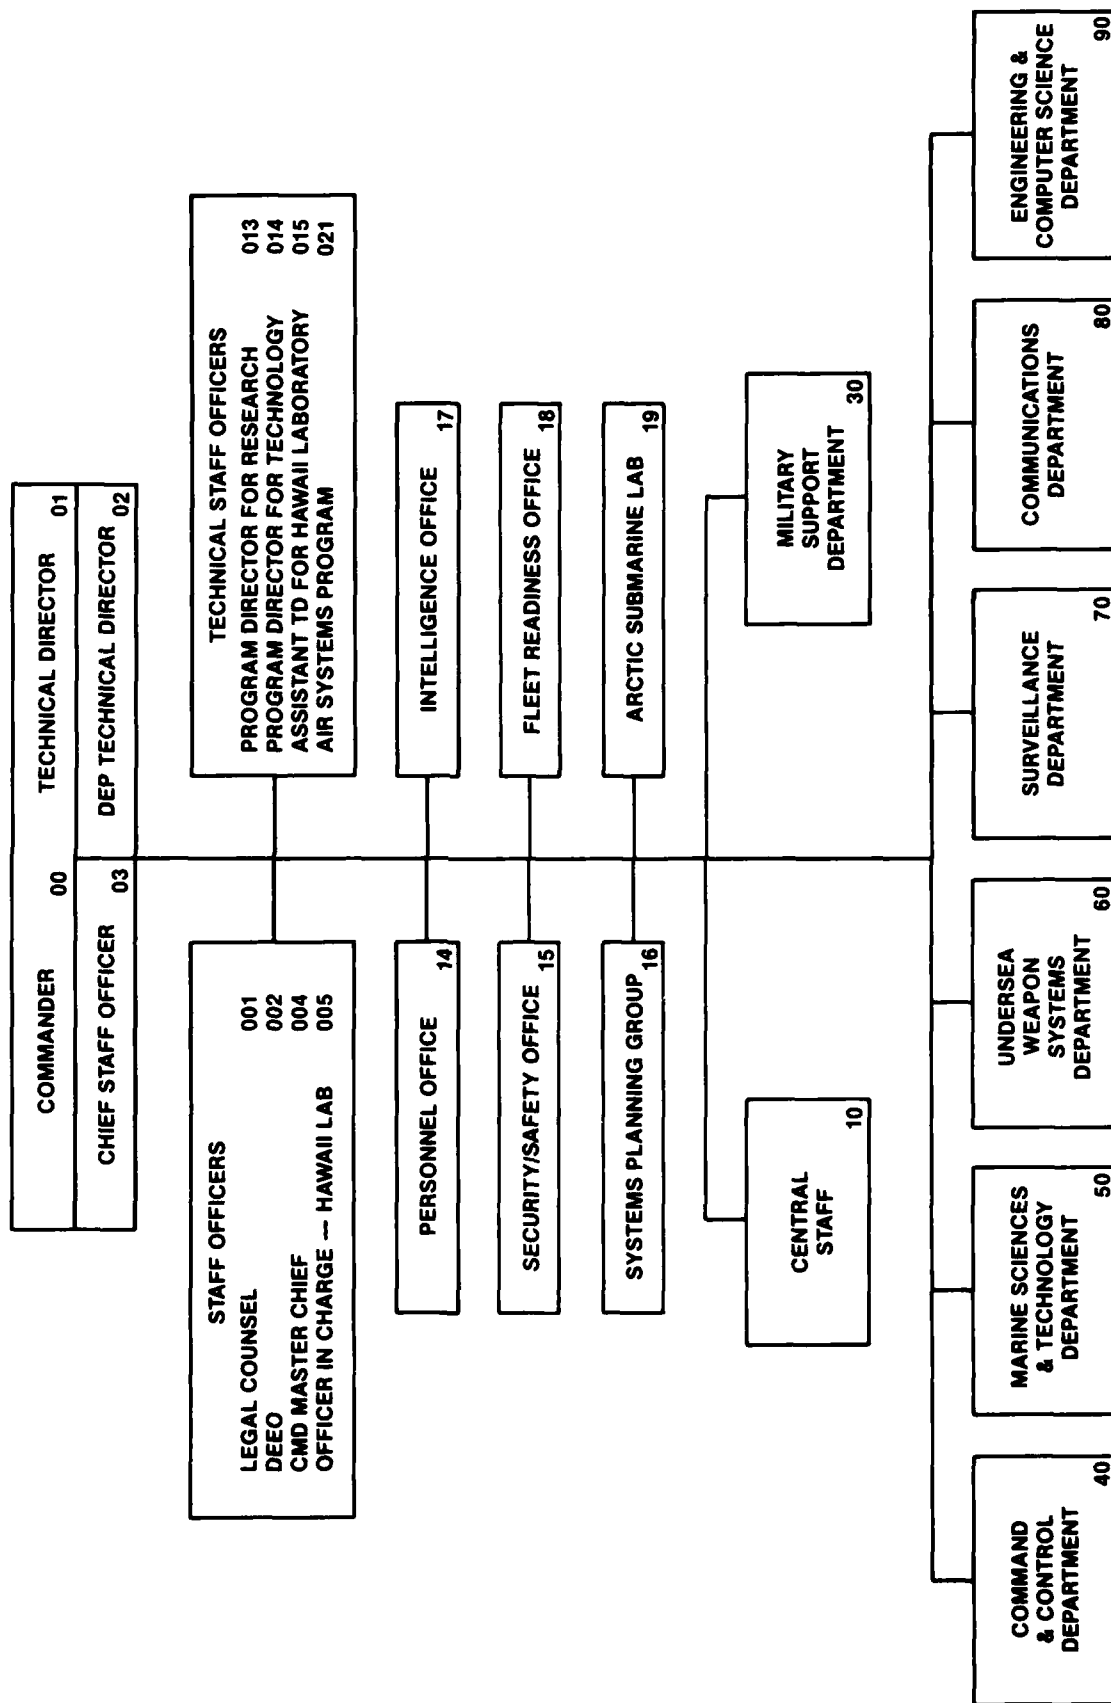 COMMANDER 00
TECHNICAL DIRECTOR 01
CHIEF STAFF OFFICER 03
DEP TECHNICAL DIRECTOR 02
STAFF OFFICERS
LEGAL COUNSEL 001
DEEO 002
CMD MASTER CHIEF 004
OFFICER IN CHARGE — HAWAII LAB 005
TECHNICAL STAFF OFFICERS
PROGRAM DIRECTOR FOR RESEARCH 013
PROGRAM DIRECTOR FOR TECHNOLOGY 014
ASSISTANT TD FOR HAWAII LABORATORY 015
AIR SYSTEMS PROGRAM 021
PERSONNEL OFFICE
14
INTELLIGENCE OFFICE
17
SECURITY/SAFETY OFFICE
15
FLEET READINESS OFFICE
18
SYSTEMS PLANNING GROUP
16
ARCTIC SUBMARINE LAB
19
CENTRAL
STAFF
10
MILITARY
SUPPORT
DEPARTMENT
30
COMMAND
& CONTROL
DEPARTMENT
40
MARINE SCIENCES
& TECHNOLOGY
DEPARTMENT
50
UNDERSEA
WEAPON
SYSTEMS
DEPARTMENT
60
SURVEILLANCE
DEPARTMENT
70
COMMUNICATIONS
DEPARTMENT
80
ENGINEERING &
COMPUTER SCIENCE
DEPARTMENT
90